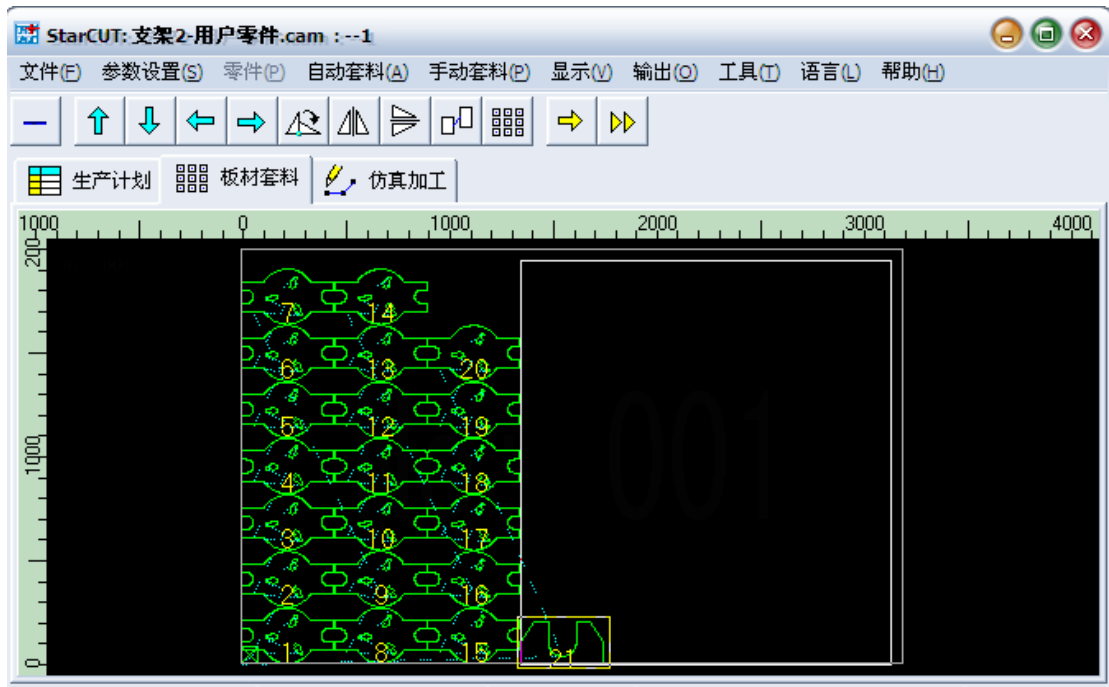 StarCUT: 支架2-用户零件.cam : --1
文件(F) 参数设置(S) 零件(P) 自动套料(A) 手动套料(P) 显示(V) 输出(O) 工具(T) 语言(L) 帮助(H)
生产计划 板材套料 仿真加工
1000 0 1000 2000 3000 4000
200
7 14
6 13 20
5 12 19
001
1000
4 11 18
3 10 17
2 9 16
1 8 15 21
0